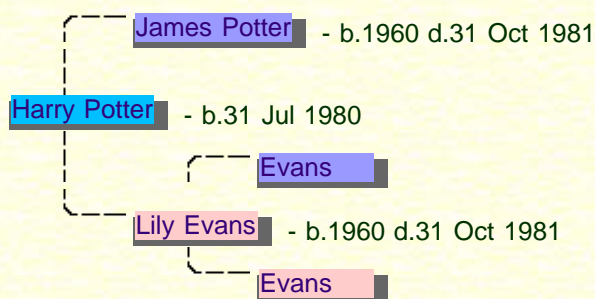 James Potter - b.1960 d.31 Oct 1981
Harry Potter - b.31 Jul 1980
Evans
Lily Evans - b.1960 d.31 Oct 1981
Evans